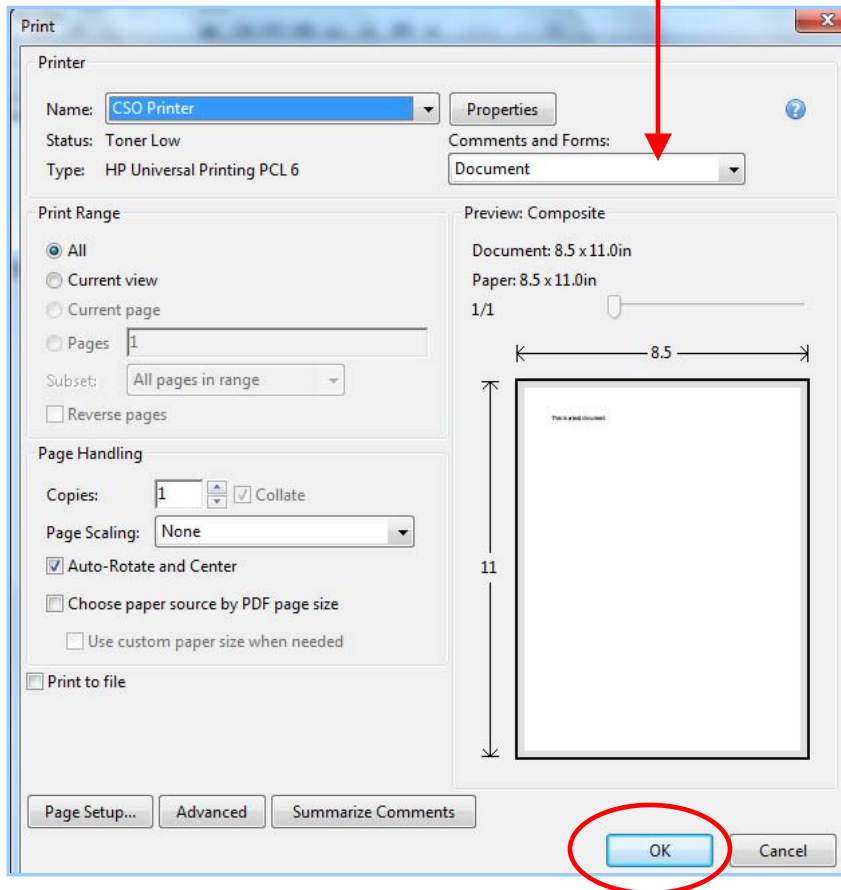 Print
Printer
Name: CSO Printer
Properties
Status: Toner Low
Comments and Forms:
Type: HP Universal Printing PCL 6
Document
Print Range
All
Current view
Current page
Pages 1
Subset: All pages in range
Reverse pages
Preview: Composite
Document: 8.5 x 11.0in
Paper: 8.5 x 11.0in
1/1
8.5
11
This is a test document.
Page Handling
Copies: 1 Collate
Page Scaling: None
Auto-Rotate and Center
Choose paper source by PDF page size
Use custom paper size when needed
Print to file
Page Setup... Advanced Summarize Comments
OK Cancel